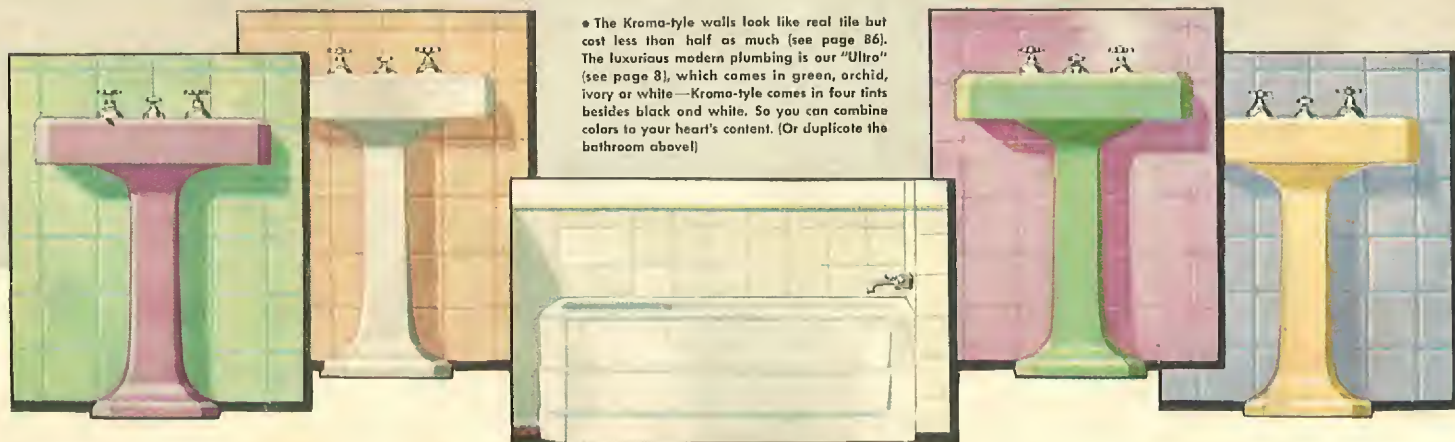 ● The Kroma-tyle walls look like real tile but
cost less than half as much (see page 86).
The luxurious modern plumbing is our "Ultro"
(see page 8), which comes in green, orchid,
ivory or white—Kroma-tyle comes in four tints
besides black and white. So you can combine
colors to your heart's content. (Or duplicate the
bathroom above!)